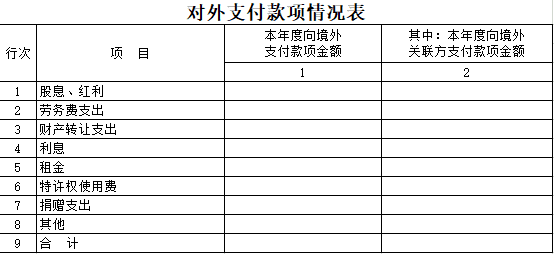 对外支付款项情况表
行次 项 目 本年度向境外支付款项金额 其中：本年度向境外关联方支付款项金额
1 2
1 股息、红利
2 劳务费支出
3 财产转让支出
4 利息
5 租金
6 特许权使用费
7 捐赠支出
8 其他
9 合 计